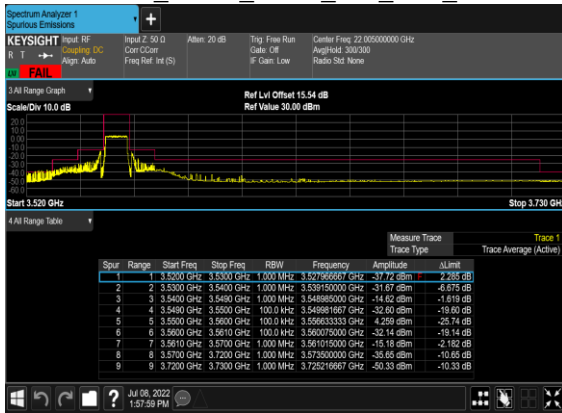 Spectrum Analyzer 1
Spurious Emissions
KEYSIGHT Input: RF Input Z: 50 Ω Atten: 20 dB Trig: Free Run Center Freq: 22.005000000 GHz
R T Coupling: DC Corr CCorr Gate: Off Avg|Hold: 300/300
Align: Auto Freq Ref: Int (S) IF Gain: Low Radio Std: None
FAIL
3 All Range Graph
Ref Lvl Offset 15.54 dB
Scale/Div 10.0 dB Ref Value 30.00 dBm
20.0
10.0
0.00
-10.0
-20.0
-30.0
-40.0
-50.0
-60.0
Start 3.520 GHz Stop 3.730 GH
4 All Range Table
Measure Trace Trace 1
Trace Type Trace Average (Active)
Spur Range Start Freq Stop Freq RBW Frequency Amplitude ΔLimit
1 1 3.5200 GHz 3.5300 GHz 1.000 MHz 3.527966667 GHz -37.72 dBm 2.285 dB
2 2 3.5300 GHz 3.5400 GHz 1.000 MHz 3.539150000 GHz -31.67 dBm -6.675 dB
3 3 3.5400 GHz 3.5490 GHz 1.000 MHz 3.548985000 GHz -14.62 dBm -1.619 dB
4 4 3.5490 GHz 3.5500 GHz 100.0 kHz 3.549981667 GHz -32.60 dBm -19.60 dB
5 5 3.5500 GHz 3.5600 GHz 100.0 kHz 3.556633333 GHz 4.259 dBm -25.74 dB
6 6 3.5600 GHz 3.5610 GHz 100.0 kHz 3.560075000 GHz -32.14 dBm -19.14 dB
7 7 3.5610 GHz 3.5700 GHz 1.000 MHz 3.561015000 GHz -15.18 dBm -2.182 dB
8 8 3.5700 GHz 3.7200 GHz 1.000 MHz 3.573500000 GHz -35.65 dBm -10.65 dB
9 9 3.7200 GHz 3.7300 GHz 1.000 MHz 3.725216667 GHz -50.33 dBm -10.33 dB
Jul 08, 2022
1:57:59 PM